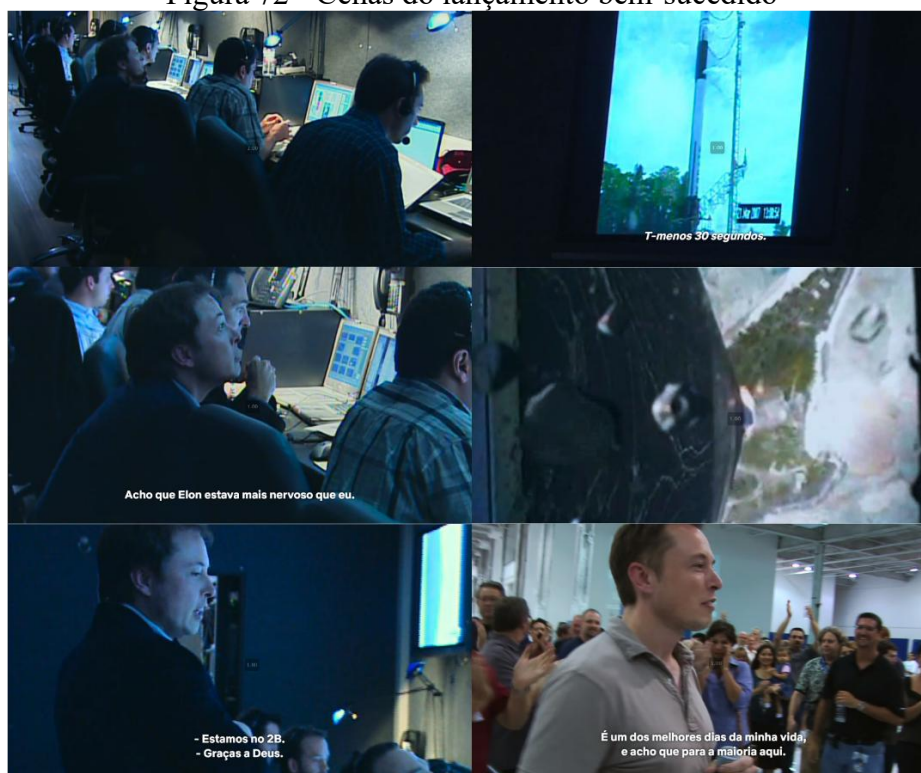 Figura 72 - Cenas do lançamento bem-sucedido
T-menos 30 segundos.
Acho que Elon estava mais nervoso que eu.
- Estamos no 2B.
- Graças a Deus.
É um dos melhores dias da minha vida,
e acho que para a maioria aqui.